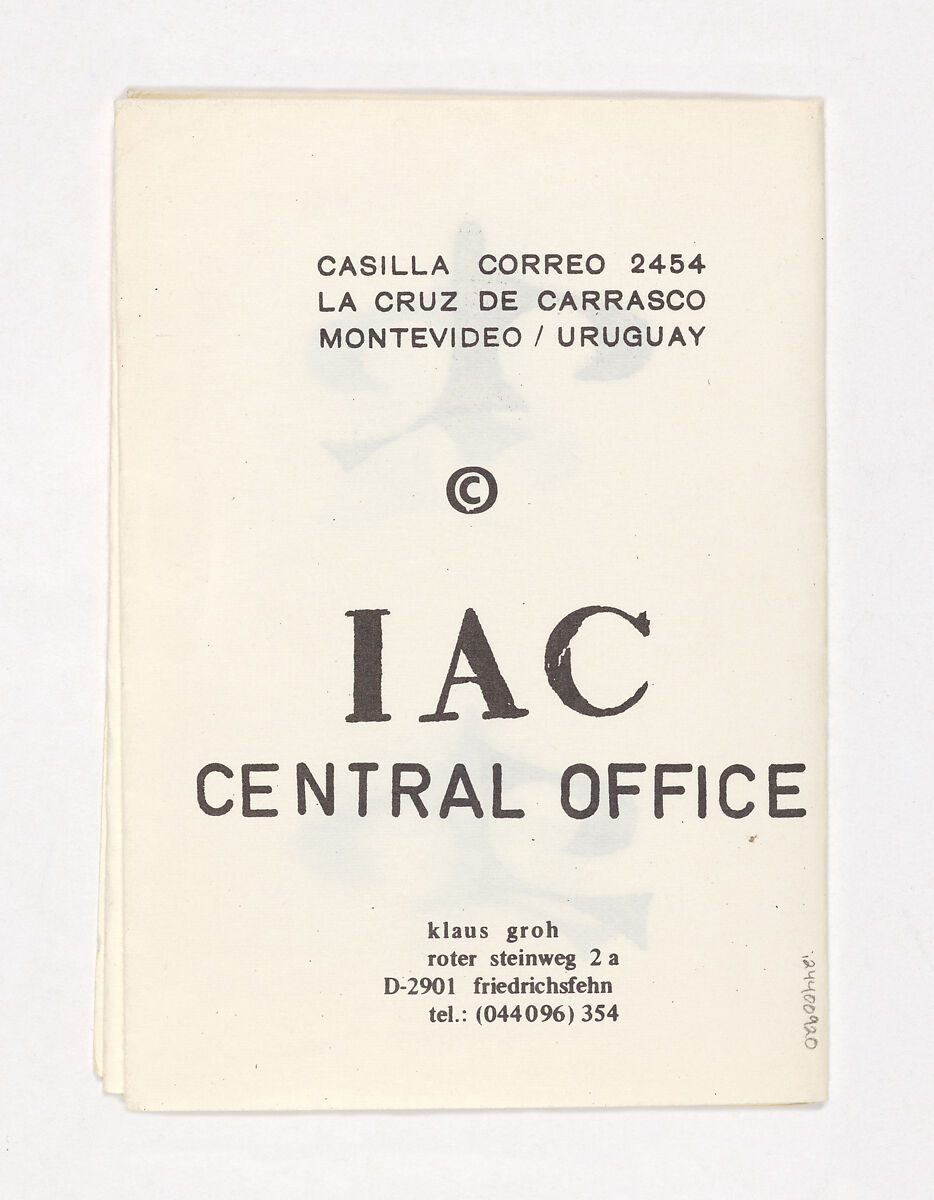 CASILLA CORREO 2454
LA CRUZ DE CARRASCO
MONTEVIDEO / URUGUAY
©
IAC
CENTRAL OFFICE
klaus groh
roter steinweg 2 a
D-2901 friedrichsfehn
tel.: (044096) 354
i24400920